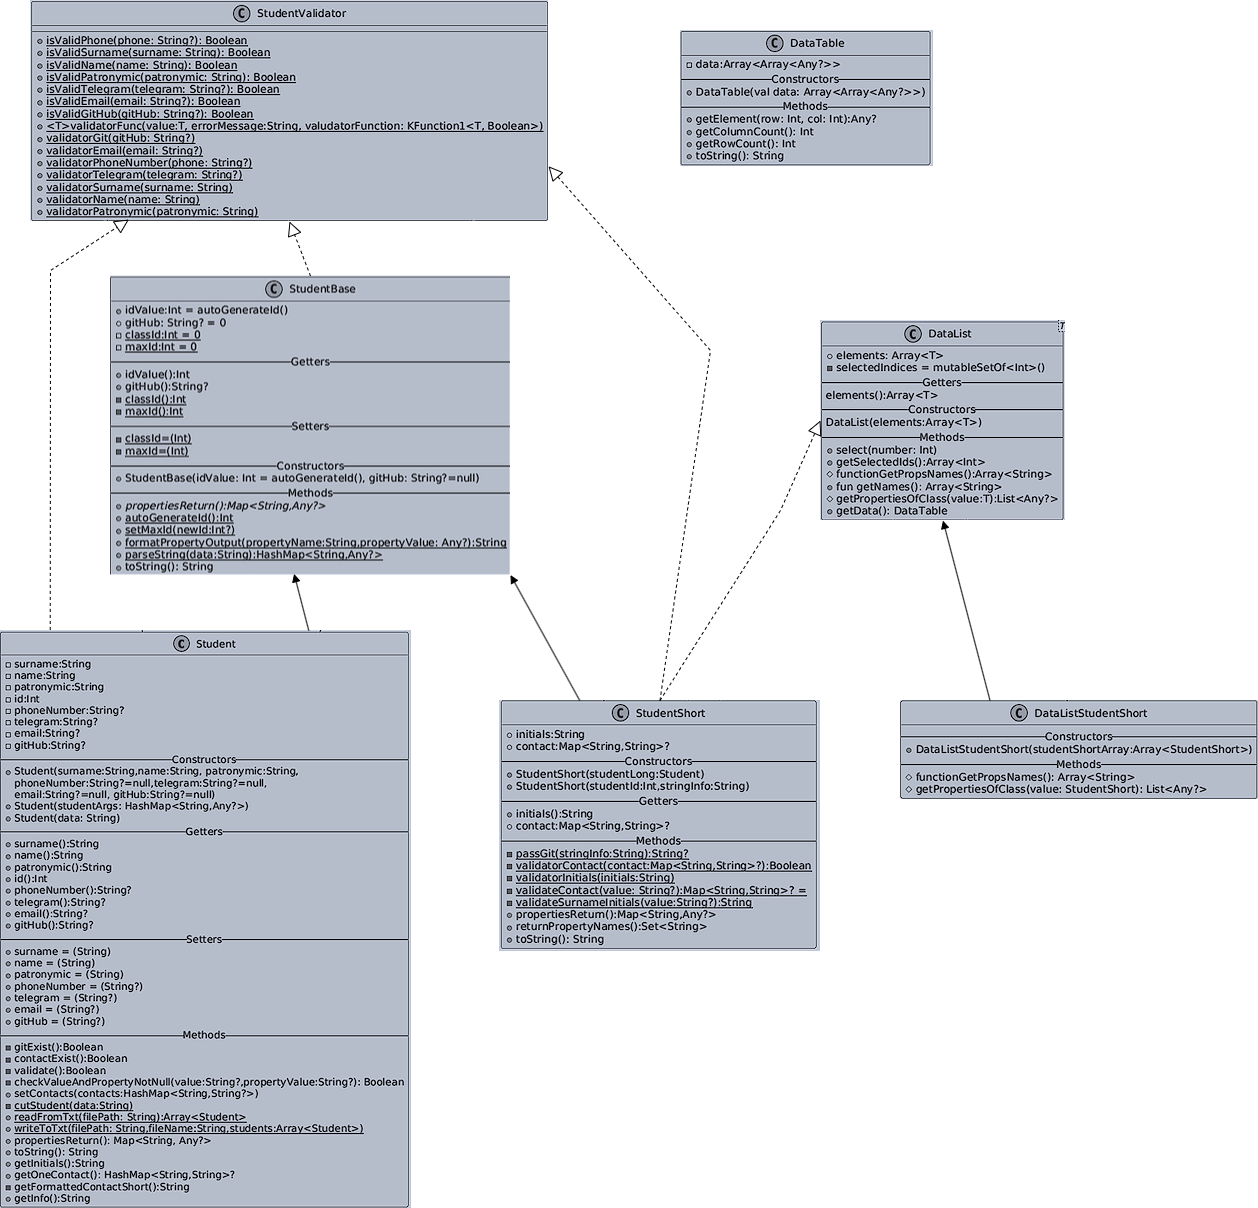 StudentValidator
isValidPhone(phone: String?): Boolean
isValidSurname(surname: String): Boolean
isValidName(name: String): Boolean
isValidPatronymic(patronymic: String): Boolean
isValidTelegram(telegram: String?): Boolean
isValidEmail(email: String?): Boolean
isValidGitHub(gitHub: String?): Boolean
<T>validatorFunc(value:T, errorMessage:String, valudatorFunction: KFunction1<T, Boolean>)
validatorGit(gitHub: String?)
validatorEmail(email: String?)
validatorPhoneNumber(phone: String?)
validatorTelegram(telegram: String?)
validatorSurname(surname: String)
validatorName(name: String)
validatorPatronymic(patronymic: String)
DataTable
data:Array<Array<Any?>>
Constructors
DataTable(val data: Array<Array<Any?>>)
Methods
getElement(row: Int, col: Int):Any?
getColumnCount(): Int
getRowCount(): Int
toString(): String
StudentBase
idValue:Int = autoGenerateId()
gitHub: String? = 0
classId:Int = 0
maxId:Int = 0
Getters
idValue():Int
gitHub():String?
classId():Int
maxId():Int
Setters
classId=(Int)
maxId=(Int)
Constructors
StudentBase(idValue: Int = autoGenerateId(), gitHub: String?=null)
Methods
propertiesReturn():Map<String,Any?>
autoGenerateId():Int
setMaxId(newId:Int?)
formatPropertyOutput(propertyName:String,propertyValue: Any?):String
parseString(data:String):HashMap<String,Any?>
toString(): String
DataList
T
elements: Array<T>
selectedIndices = mutableSetOf<Int>()
Getters
elements():Array<T>
Constructors
DataList(elements:Array<T>)
Methods
select(number: Int)
getSelectedIds():Array<Int>
functionGetPropsNames():Array<String>
fun getNames(): Array<String>
getPropertiesOfClass(value:T):List<Any?>
getData(): DataTable
Student
surname:String
name:String
patronymic:String
id:Int
phoneNumber:String?
telegram:String?
email:String?
gitHub:String?
Constructors
Student(surname:String,name:String, patronymic:String,
phoneNumber:String?=null,telegram:String?=null,
email:String?=null, gitHub:String?=null)
Student(studentArgs: HashMap<String,Any?>)
Student(data: String)
Getters
surname():String
name():String
patronymic():String
id():Int
phoneNumber():String?
telegram():String?
email():String?
gitHub():String?
Setters
surname = (String)
name = (String)
patronymic = (String)
phoneNumber = (String?)
telegram = (String?)
email = (String?)
gitHub = (String?)
Methods
gitExist():Boolean
contactExist():Boolean
validate():Boolean
checkValueAndPropertyNotNull(value:String?,propertyValue:String?): Boolean
setContacts(contacts:HashMap<String,String?>)
cutStudent(data:String)
readFromTxt(filePath: String):Array<Student>
writeToTxt(filePath: String,fileName:String,students:Array<Student>)
propertiesReturn(): Map<String, Any?>
toString(): String
getInitials():String
getOneContact(): HashMap<String,String>?
getFormattedContactShort():String
getInfo():String
StudentShort
initials:String
contact:Map<String,String>?
Constructors
StudentShort(studentLong:Student)
StudentShort(studentId:Int,stringInfo:String)
Getters
initials():String
contact:Map<String,String>?
Methods
passGit(stringInfo:String):String?
validatorContact(contact:Map<String,String>?):Boolean
validatorInitials(initials:String)
validateContact(value: String?):Map<String,String>? =
validateSurnameInitials(value:String?):String
propertiesReturn():Map<String,Any?>
returnPropertyNames():Set<String>
toString(): String
DataListStudentShort
Constructors
DataListStudentShort(studentShortArray:Array<StudentShort>)
Methods
functionGetPropsNames(): Array<String>
getPropertiesOfClass(value: StudentShort): List<Any?>